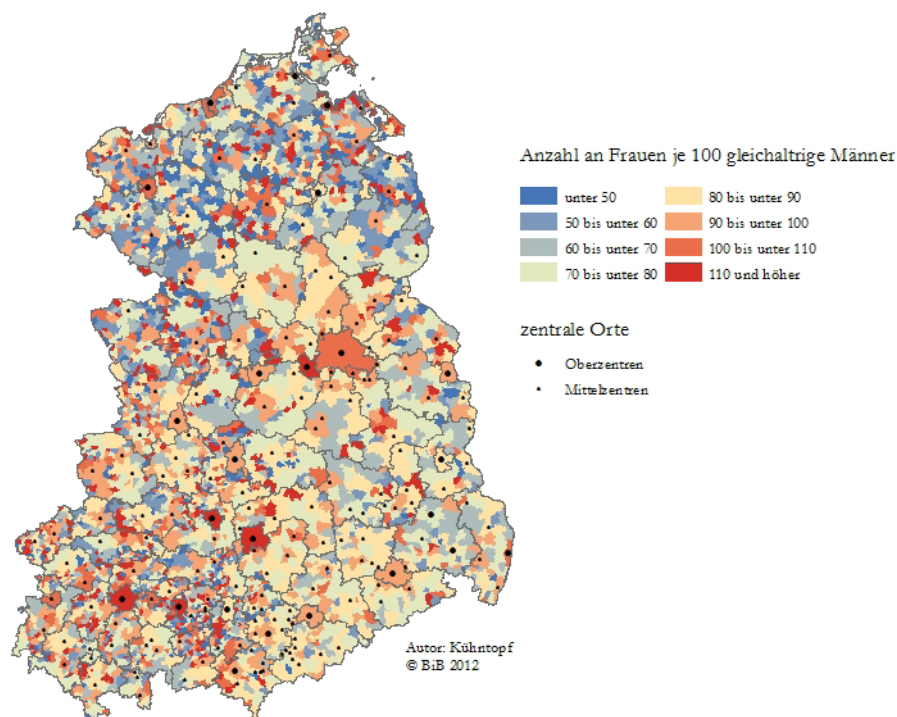 Anzahl an Frauen je 100 gleichaltrige Männer
unter 50
50 bis unter 60
60 bis unter 70
70 bis unter 80
80 bis unter 90
90 bis unter 100
100 bis unter 110
110 und höher
zentrale Orte
Oberzentren
Mittelzentren
Autor: Kühntopf
© BiB 2012